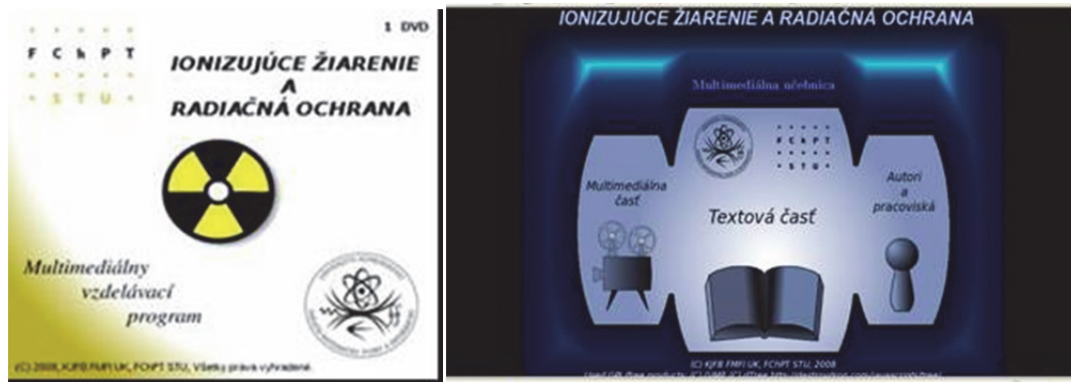 1 DVD
F C h P T
S T U
IONIZUJÚCE ŽIARENIE
A
RADIAČNÁ OCHRANA
Multimediálny
vzdelávací
program
(C) 2008, KJFB FMFI UK, FCHPT STU, Všetky práva vyhradené.
IONIZUJÚCE ŽIARENIE A RADIAČNÁ OCHRANA
Multimediálna učebnica
F C h P T
S T U
Multimediálna
časť
Textová časť
Autori
a
pracoviská
(C) KJFB FMFI UK, FCHPT STU, 2008